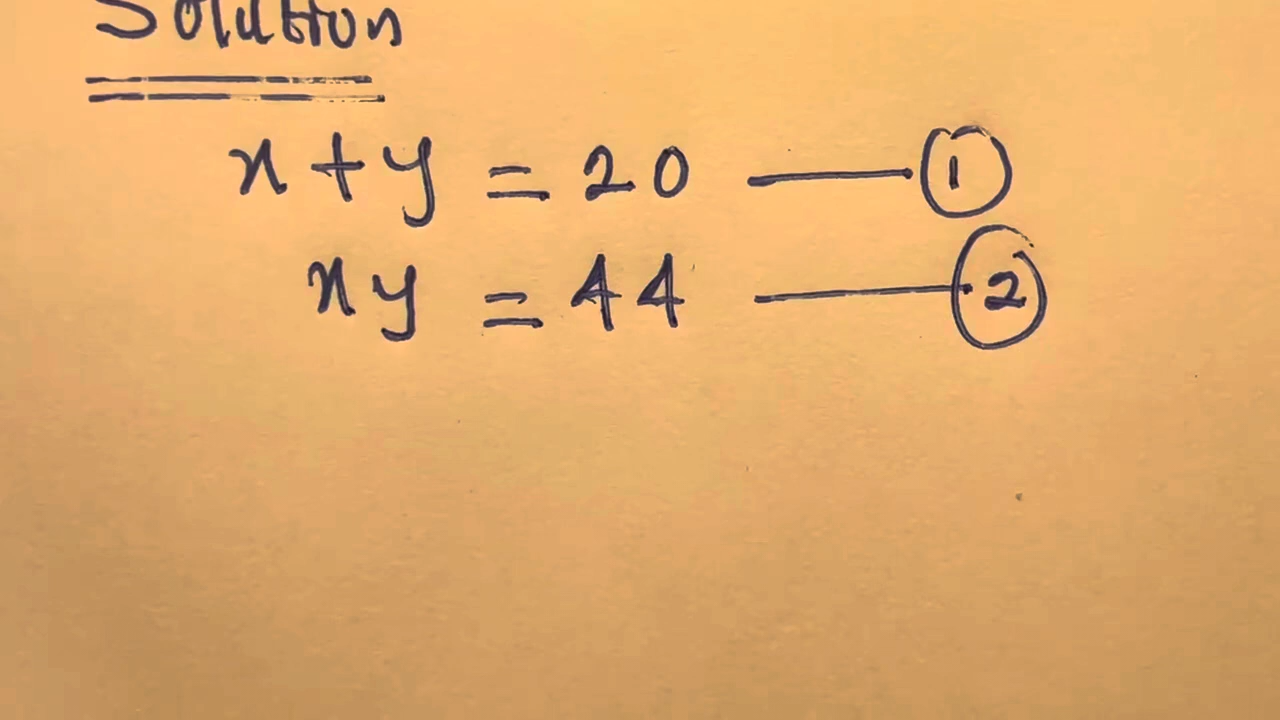 Solution
x + y = 20 —— ①
xy = 44 —— ②